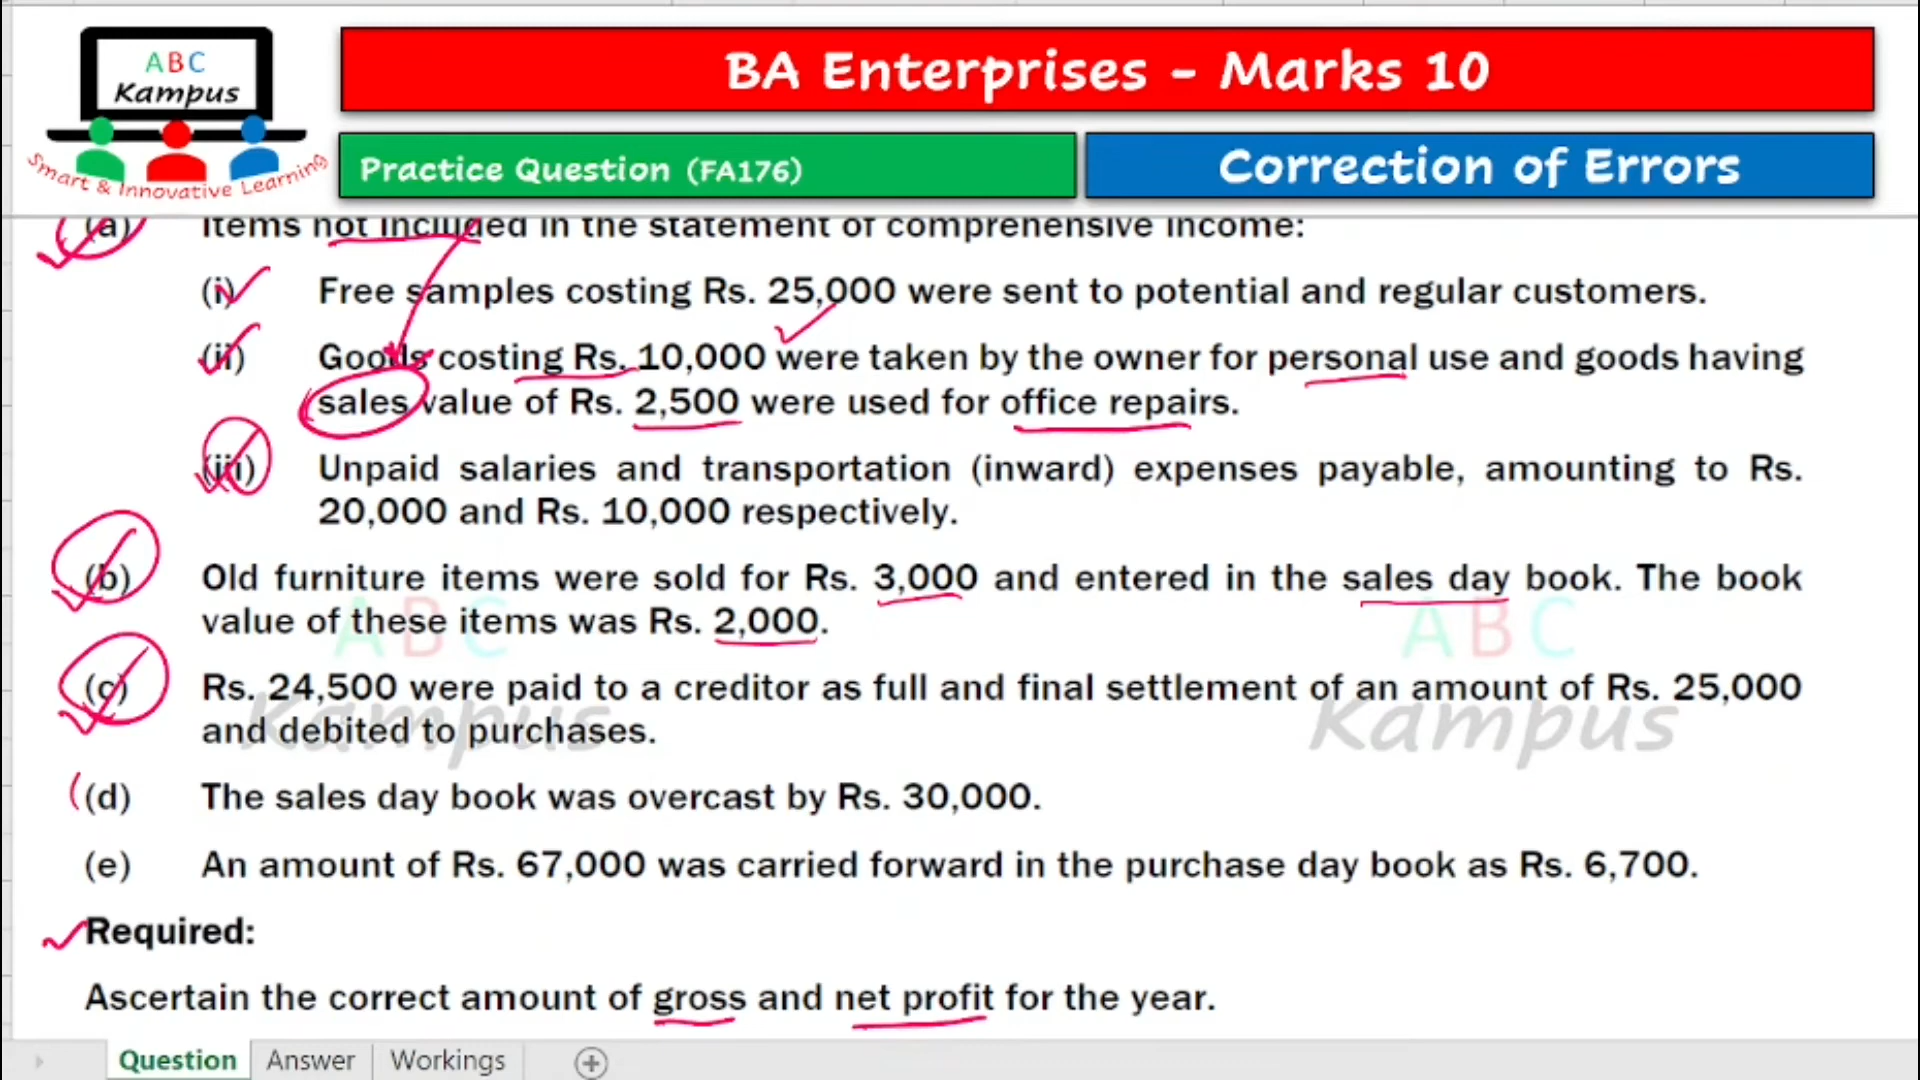 ABC
Kampus
Smart & Innovative Learning
BA Enterprises - Marks 10
Practice Question (FA176)
Correction of Errors
(a) Items not included in the statement of comprehensive income:
(i) Free samples costing Rs. 25,000 were sent to potential and regular customers.
(ii) Goods costing Rs. 10,000 were taken by the owner for personal use and goods having
sales value of Rs. 2,500 were used for office repairs.
(iii) Unpaid salaries and transportation (inward) expenses payable, amounting to Rs.
20,000 and Rs. 10,000 respectively.
(b) Old furniture items were sold for Rs. 3,000 and entered in the sales day book. The book
value of these items was Rs. 2,000.
ABC
Kampus
ABC
Kampus
(c) Rs. 24,500 were paid to a creditor as full and final settlement of an amount of Rs. 25,000
and debited to purchases.
(d) The sales day book was overcast by Rs. 30,000.
(e) An amount of Rs. 67,000 was carried forward in the purchase day book as Rs. 6,700.
Required:
Ascertain the correct amount of gross and net profit for the year.
Question Answer Workings